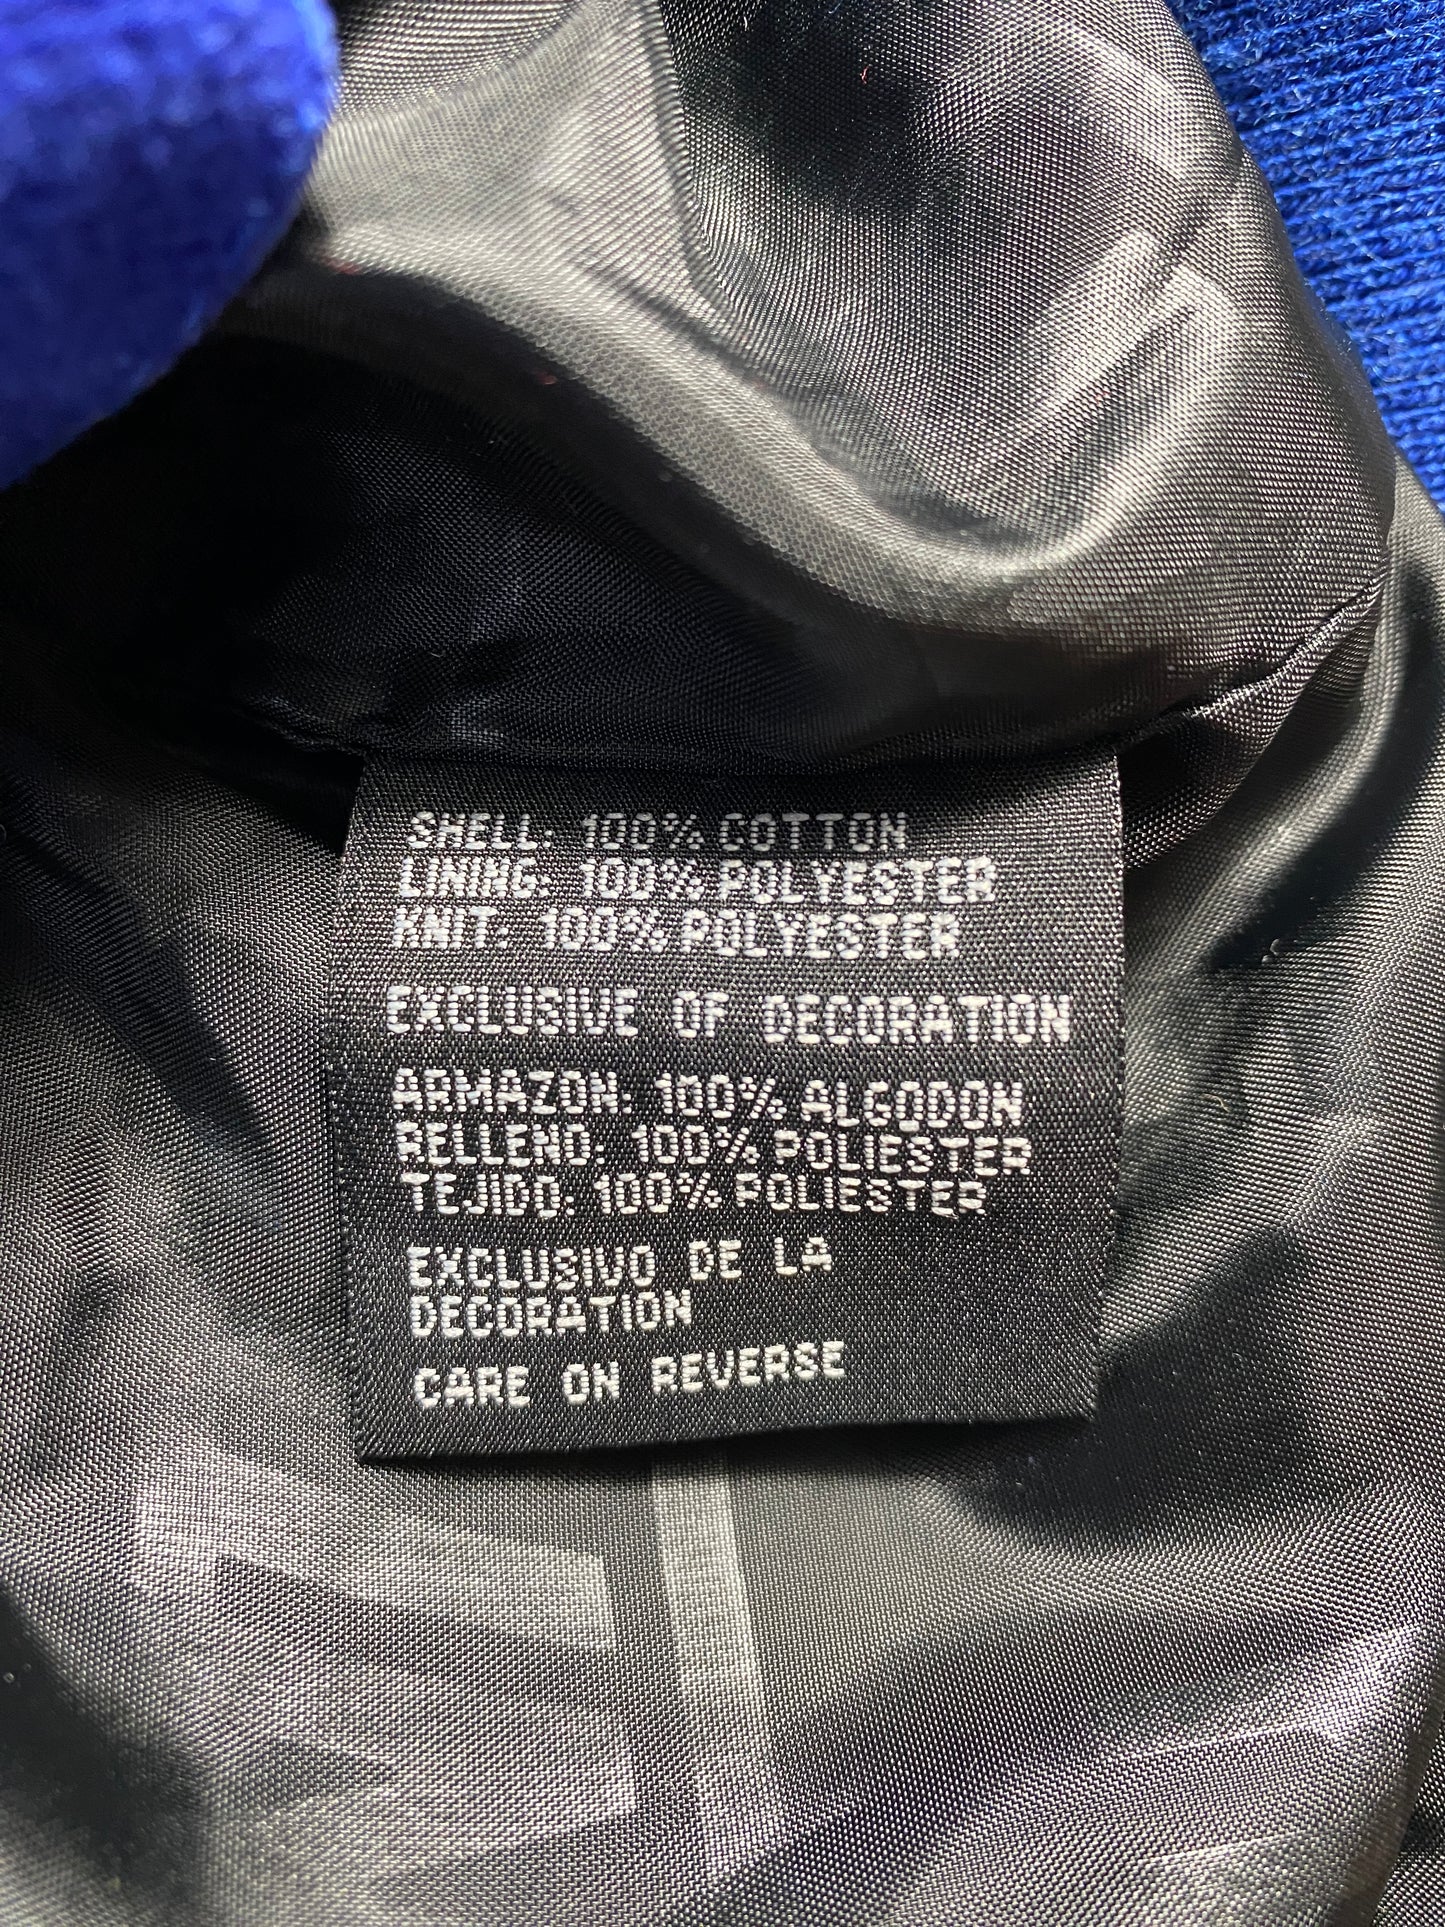 SHELL: 100% COTTON
LINING: 100% POLYESTER
KNIT: 100% POLYESTER
EXCLUSIVE OF DECORATION
ARMAZON: 100% ALGODON
RELLENO: 100% POLIESTER
TEJIDO: 100% POLIESTER
EXCLUSIVO DE LA
DECORATION
CARE ON REVERSE